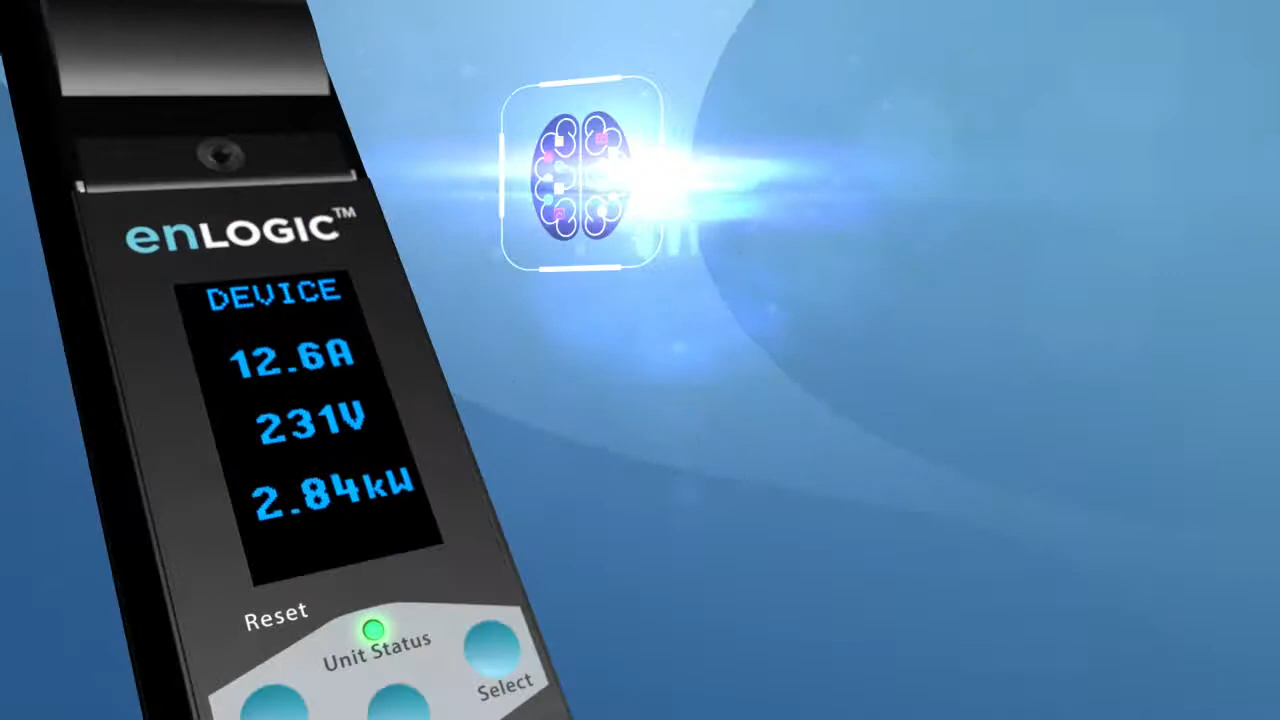 enLOGIC™
DEVICE
12.6A
231V
2.84kW
Reset
Unit Status
Select